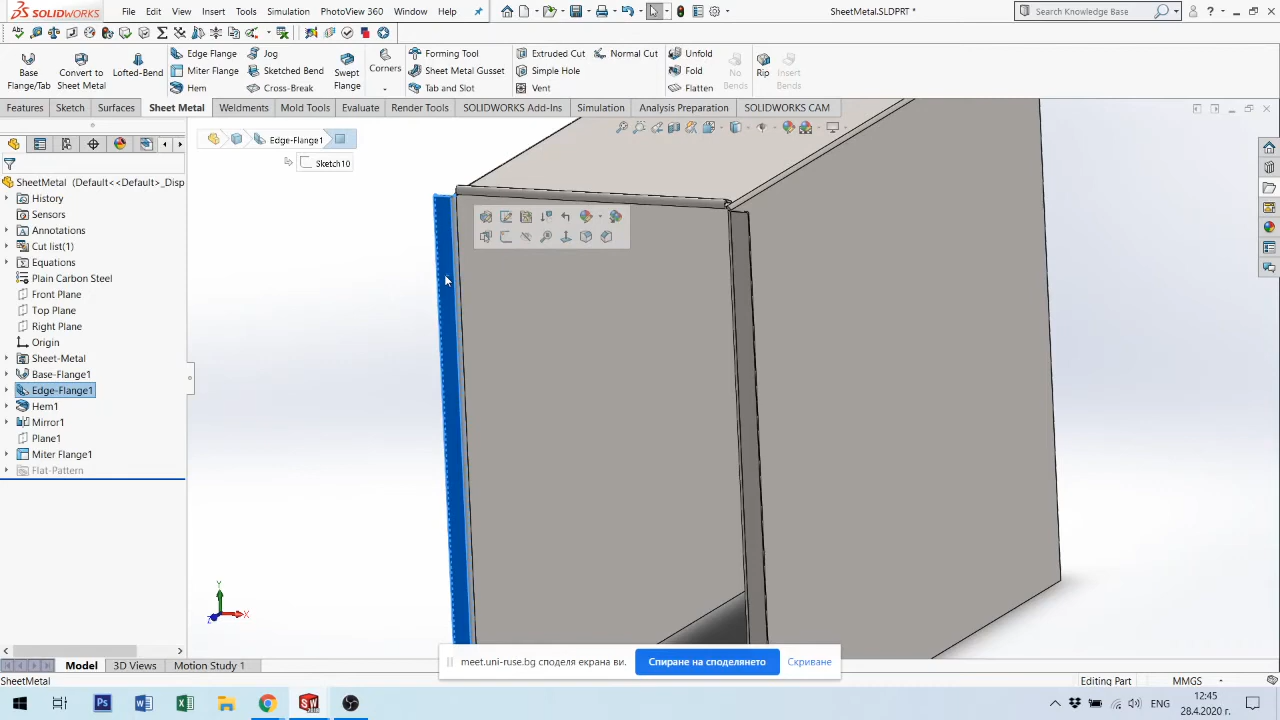 SOLIDWORKS File Edit View Insert Tools Simulation PhotoView 360 Window Help SheetMetal.SLDPRT * Search Knowledge Base
Base Flange/Tab
Convert to Sheet Metal
Lofted-Bend
Edge Flange
Miter Flange
Hem
Jog
Sketched Bend
Cross-Break
Swept Flange
Corners
Forming Tool
Sheet Metal Gusset
Tab and Slot
Extruded Cut
Simple Hole
Vent
Normal Cut
Unfold
Fold
Flatten
No Bends
Rip
Insert Bends
Features Sketch Surfaces Sheet Metal Weldments Mold Tools Evaluate Render Tools SOLIDWORKS Add-Ins Simulation Analysis Preparation SOLIDWORKS CAM
Edge-Flange1
Sketch10
SheetMetal (Default<<Default>_Disp
History
Sensors
Annotations
Cut list(1)
Equations
Plain Carbon Steel
Front Plane
Top Plane
Right Plane
Origin
Sheet-Metal
Base-Flange1
Edge-Flange1
Hem1
Mirror1
Plane1
Miter Flange1
Flat-Pattern
Y
X
Z
meet.uni-ruse.bg споделя екрана ви. Спиране на споделянето Скриване
Model 3D Views Motion Study 1
SheetMetal Editing Part MMGS
ENG
12:45
28.4.2020 г.